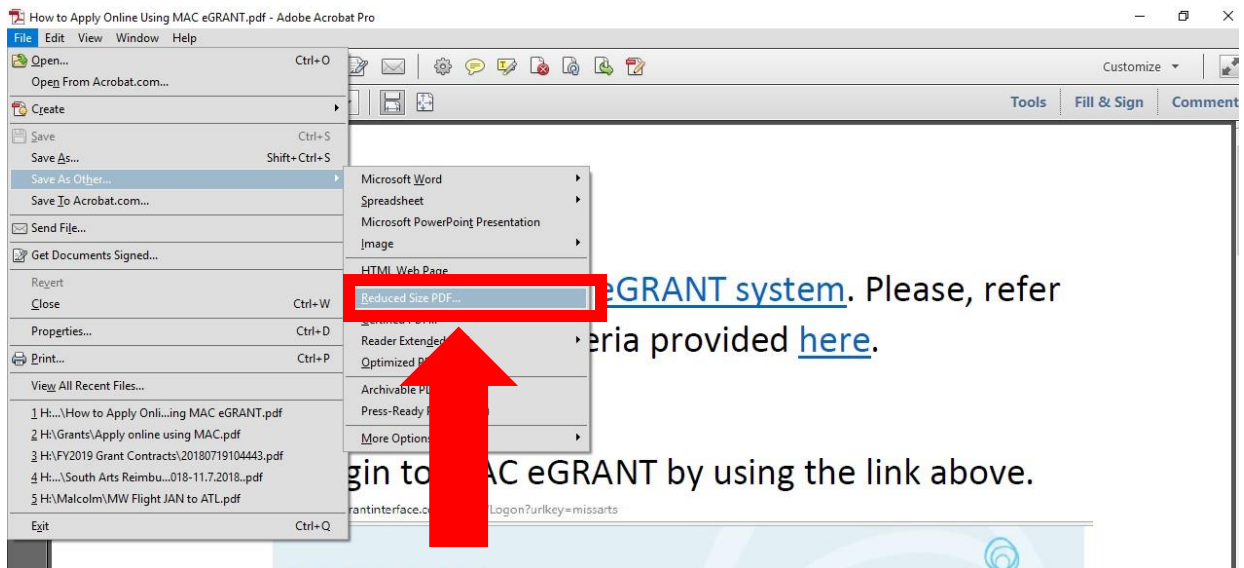 How to Apply Online Using MAC eGRANT.pdf - Adobe Acrobat Pro
File Edit View Window Help
Customize
Tools Fill & Sign Comment
Open... Ctrl+O
Open From Acrobat.com...
Create
Save Ctrl+S
Save As... Shift+Ctrl+S
Save As Other...
Save To Acrobat.com...
Send File...
Get Documents Signed...
Revert
Close Ctrl+W
Properties... Ctrl+D
Print... Ctrl+P
View All Recent Files...
1 H:...\How to Apply Onli...ing MAC eGRANT.pdf
2 H:\Grants\Apply online using MAC.pdf
3 H:\FY2019 Grant Contracts\20180719104443.pdf
4 H:...\South Arts Reimbu...018-11.7.2018..pdf
5 H:\Malcolm\MW Flight JAN to ATL.pdf
Exit Ctrl+Q
Microsoft Word
Spreadsheet
Microsoft PowerPoint Presentation
Image
HTML Web Page
Reduced Size PDF...
Certified PDF...
Reader Extended
Optimized
Archivable
Press-Ready
More Options
eGRANT system. Please, refer
eria provided here.
gin to AC eGRANT by using the link above.
rantinterface.co /Logon?urlkey=missarts